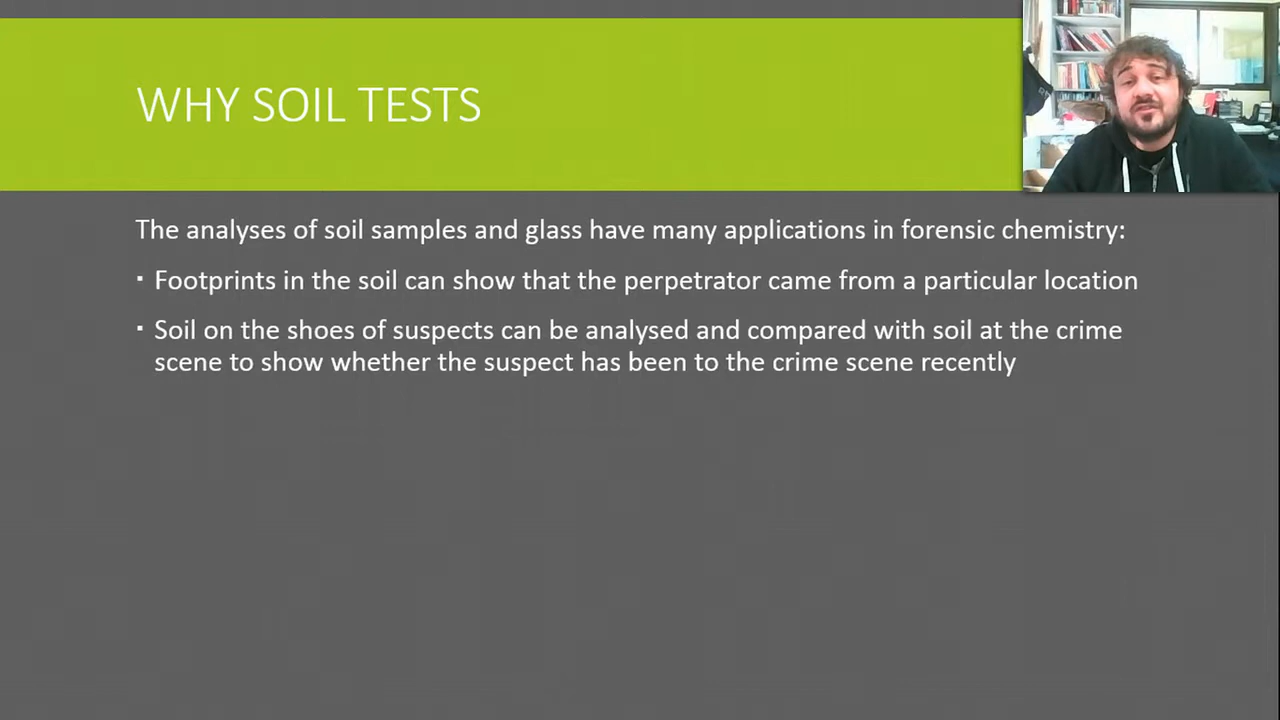 WHY SOIL TESTS
The analyses of soil samples and glass have many applications in forensic chemistry:
▪ Footprints in the soil can show that the perpetrator came from a particular location
▪ Soil on the shoes of suspects can be analysed and compared with soil at the crime
scene to show whether the suspect has been to the crime scene recently